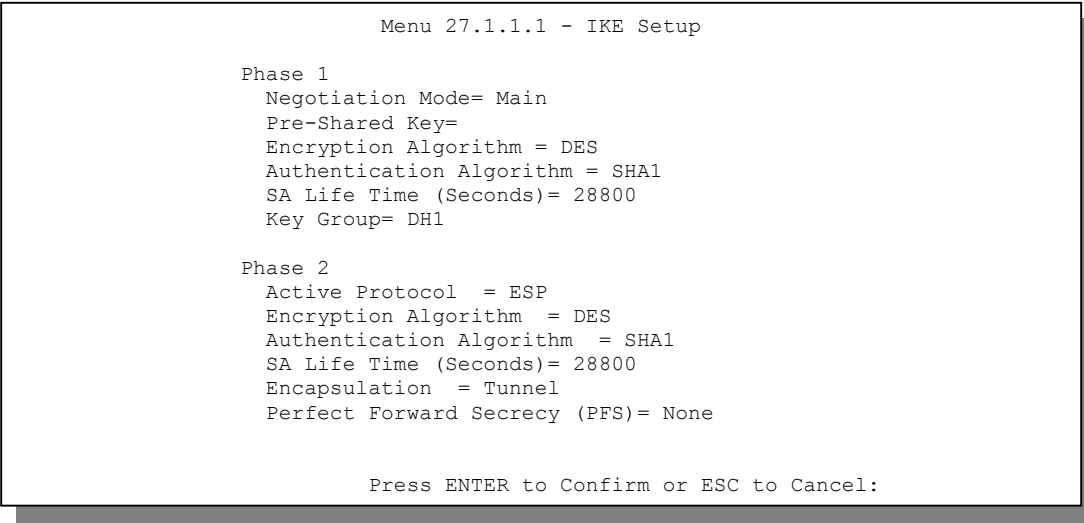 Menu 27.1.1.1 - IKE Setup
Phase 1
Negotiation Mode= Main
Pre-Shared Key=
Encryption Algorithm = DES
Authentication Algorithm = SHA1
SA Life Time (Seconds)= 28800
Key Group= DH1
Phase 2
Active Protocol  = ESP
Encryption Algorithm  = DES
Authentication Algorithm  = SHA1
SA Life Time (Seconds)= 28800
Encapsulation  = Tunnel
Perfect Forward Secrecy (PFS)= None
Press ENTER to Confirm or ESC to Cancel: